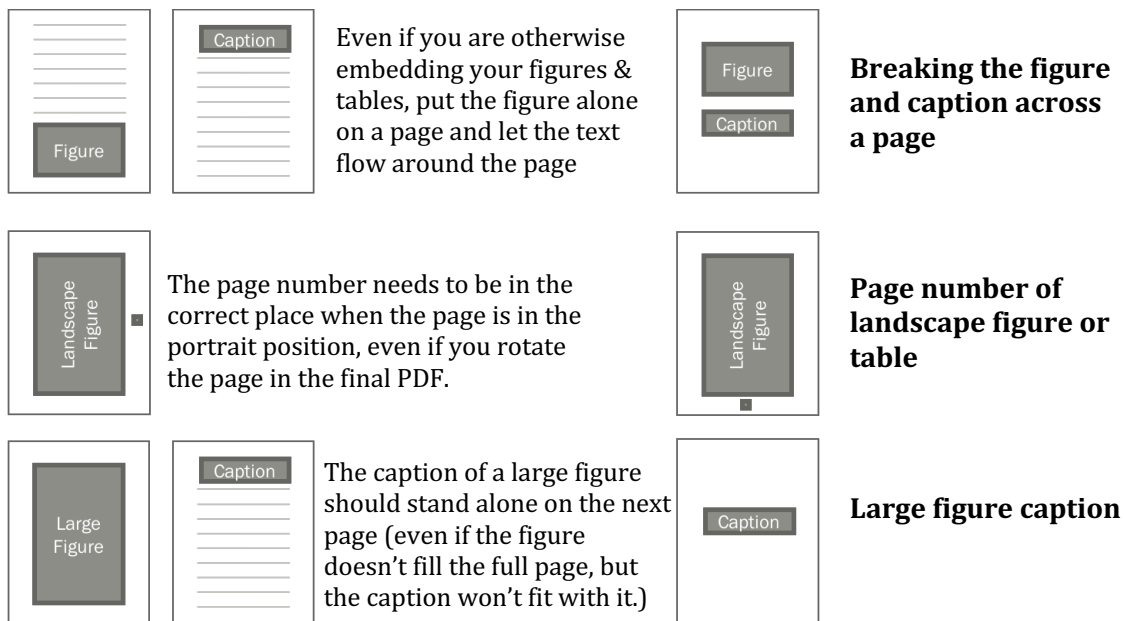 Figure
Caption
Even if you are otherwise
embedding your figures &
tables, put the figure alone
on a page and let the text
flow around the page
Figure
Caption
Breaking the figure
and caption across
a page
Landscape
Figure
The page number needs to be in the
correct place when the page is in the
portrait position, even if you rotate
the page in the final PDF.
Landscape
Figure
Page number of
landscape figure or
table
Large
Figure
Caption
The caption of a large figure
should stand alone on the next
page (even if the figure
doesn’t fill the full page, but
the caption won’t fit with it.)
Caption
Large figure caption